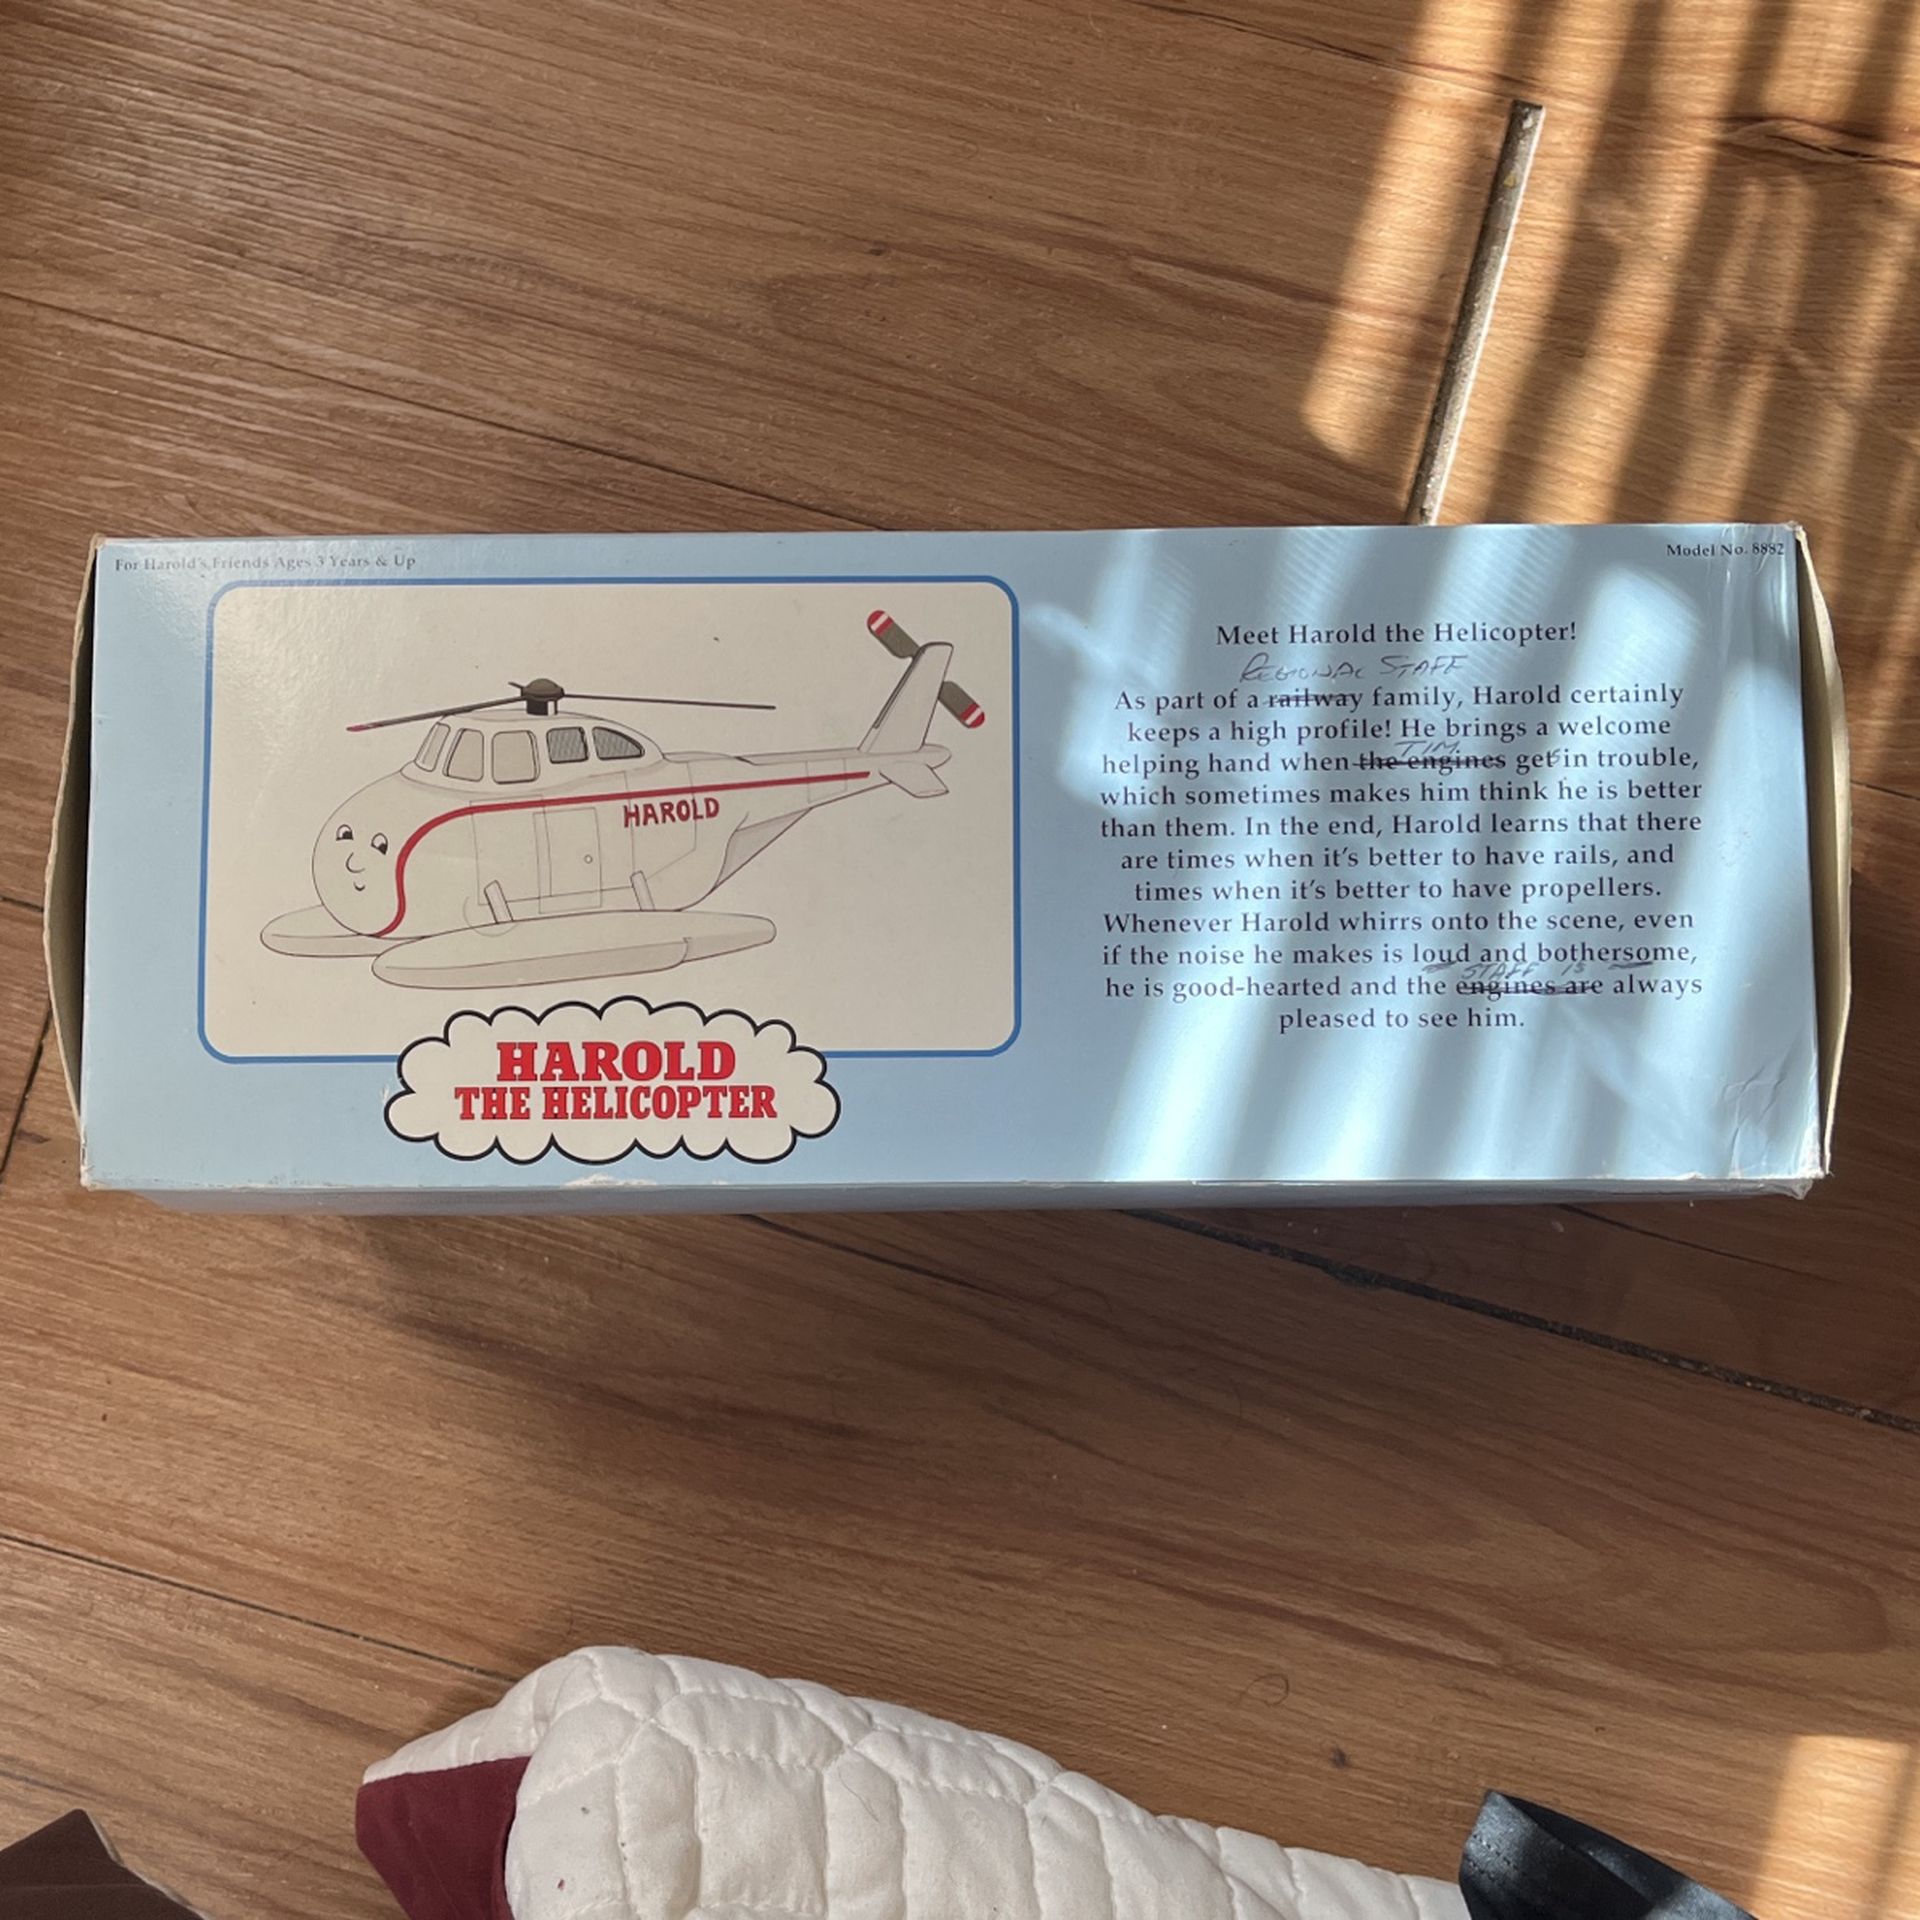 For Harold's Friends Ages 3 Years & Up
Model No. 8882
HAROLD
HAROLD
THE HELICOPTER
Meet Harold the Helicopter!
REGIONAL STAFF
As part of a railway family, Harold certainly
keeps a high profile! He brings a welcome
TIM
helping hand when the engines gets in trouble,
which sometimes makes him think he is better
than them. In the end, Harold learns that there
are times when it's better to have rails, and
times when it's better to have propellers.
Whenever Harold whirrs onto the scene, even
if the noise he makes is loud and bothersome,
STAFF IS
he is good-hearted and the engines are always
pleased to see him.